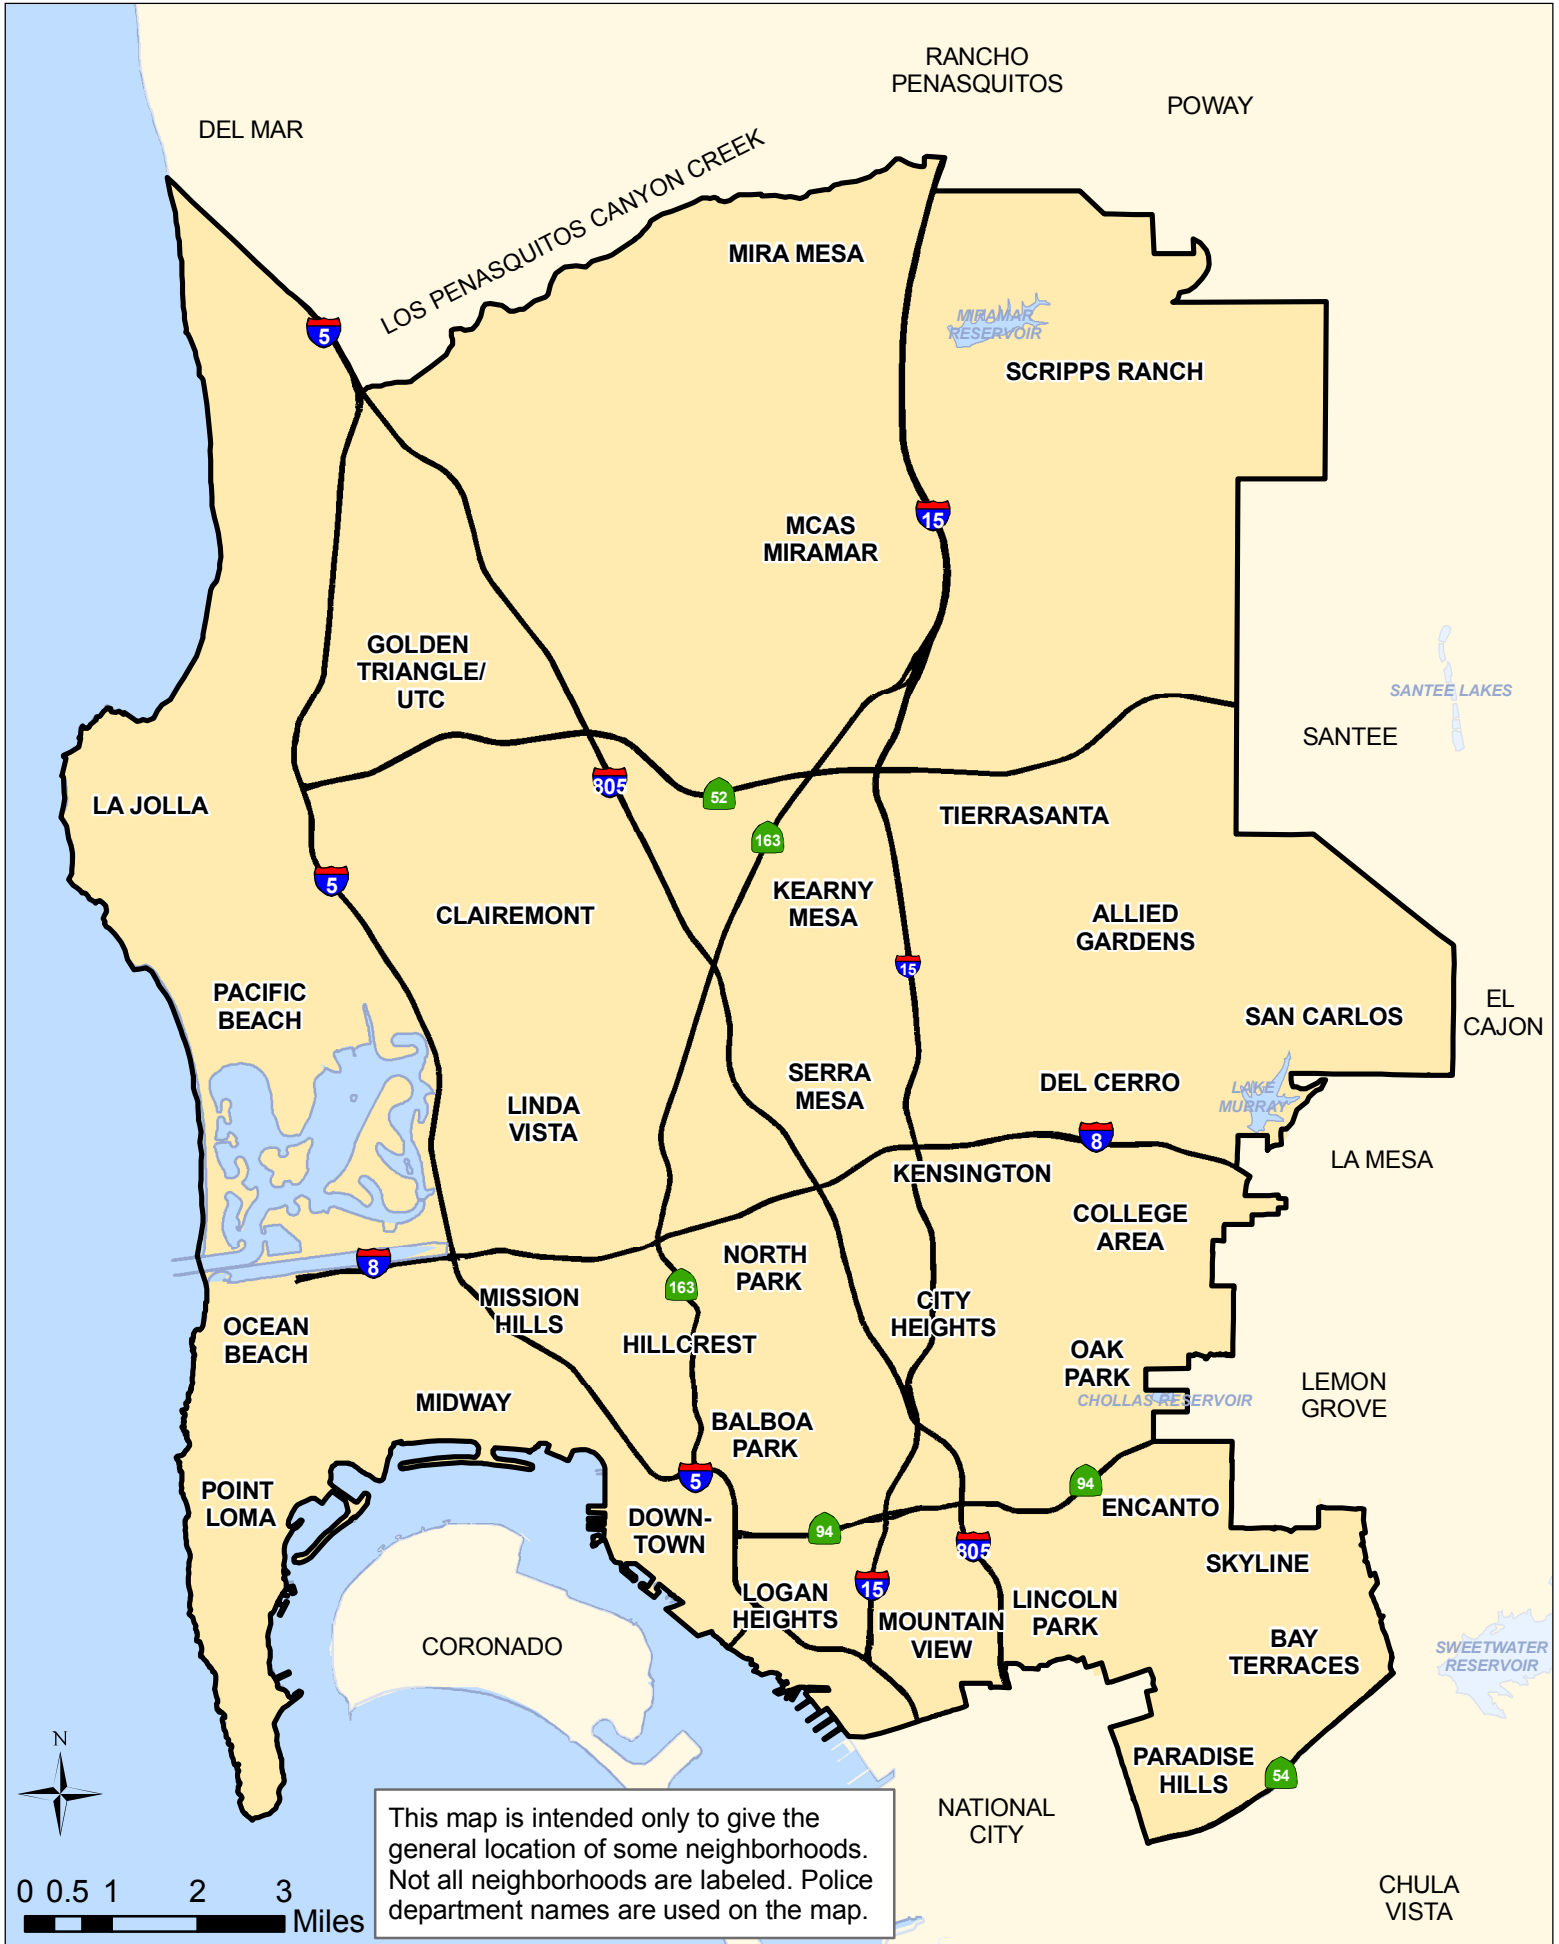 RANCHO
PENASQUITOS
POWAY
DEL MAR
LOS PENASQUITOS CANYON CREEK
MIRA MESA
MIRAMAR
RESERVOIR
5
SCRIPPS RANCH
15
MCAS
MIRAMAR
GOLDEN
TRIANGLE/
UTC
SANTEE LAKES
SANTEE
805
52
LA JOLLA
TIERRASANTA
163
5
KEARNY
MESA
CLAIREMONT
ALLIED
GARDENS
15
PACIFIC
BEACH
SAN CARLOS
EL
CAJON
SERRA
MESA
DEL CERRO
LAKE
MURRAY
LINDA
VISTA
8
LA MESA
KENSINGTON
COLLEGE
AREA
NORTH
PARK
8
163
MISSION
HILLS
CITY
HEIGHTS
OCEAN
BEACH
HILLCREST
OAK
PARK
LEMON
GROVE
MIDWAY
CHOLLAS RESERVOIR
BALBOA
PARK
5
94
POINT
LOMA
ENCANTO
DOWN-
TOWN
94
805
SKYLINE
15
LOGAN
HEIGHTS
LINCOLN
PARK
MOUNTAIN
VIEW
CORONADO
BAY
TERRACES
SWEETWATER
RESERVOIR
N
PARADISE
HILLS
54
NATIONAL
CITY
This map is intended only to give the
general location of some neighborhoods.
Not all neighborhoods are labeled. Police
department names are used on the map.
0 0.5 1 2 3
Miles
CHULA
VISTA